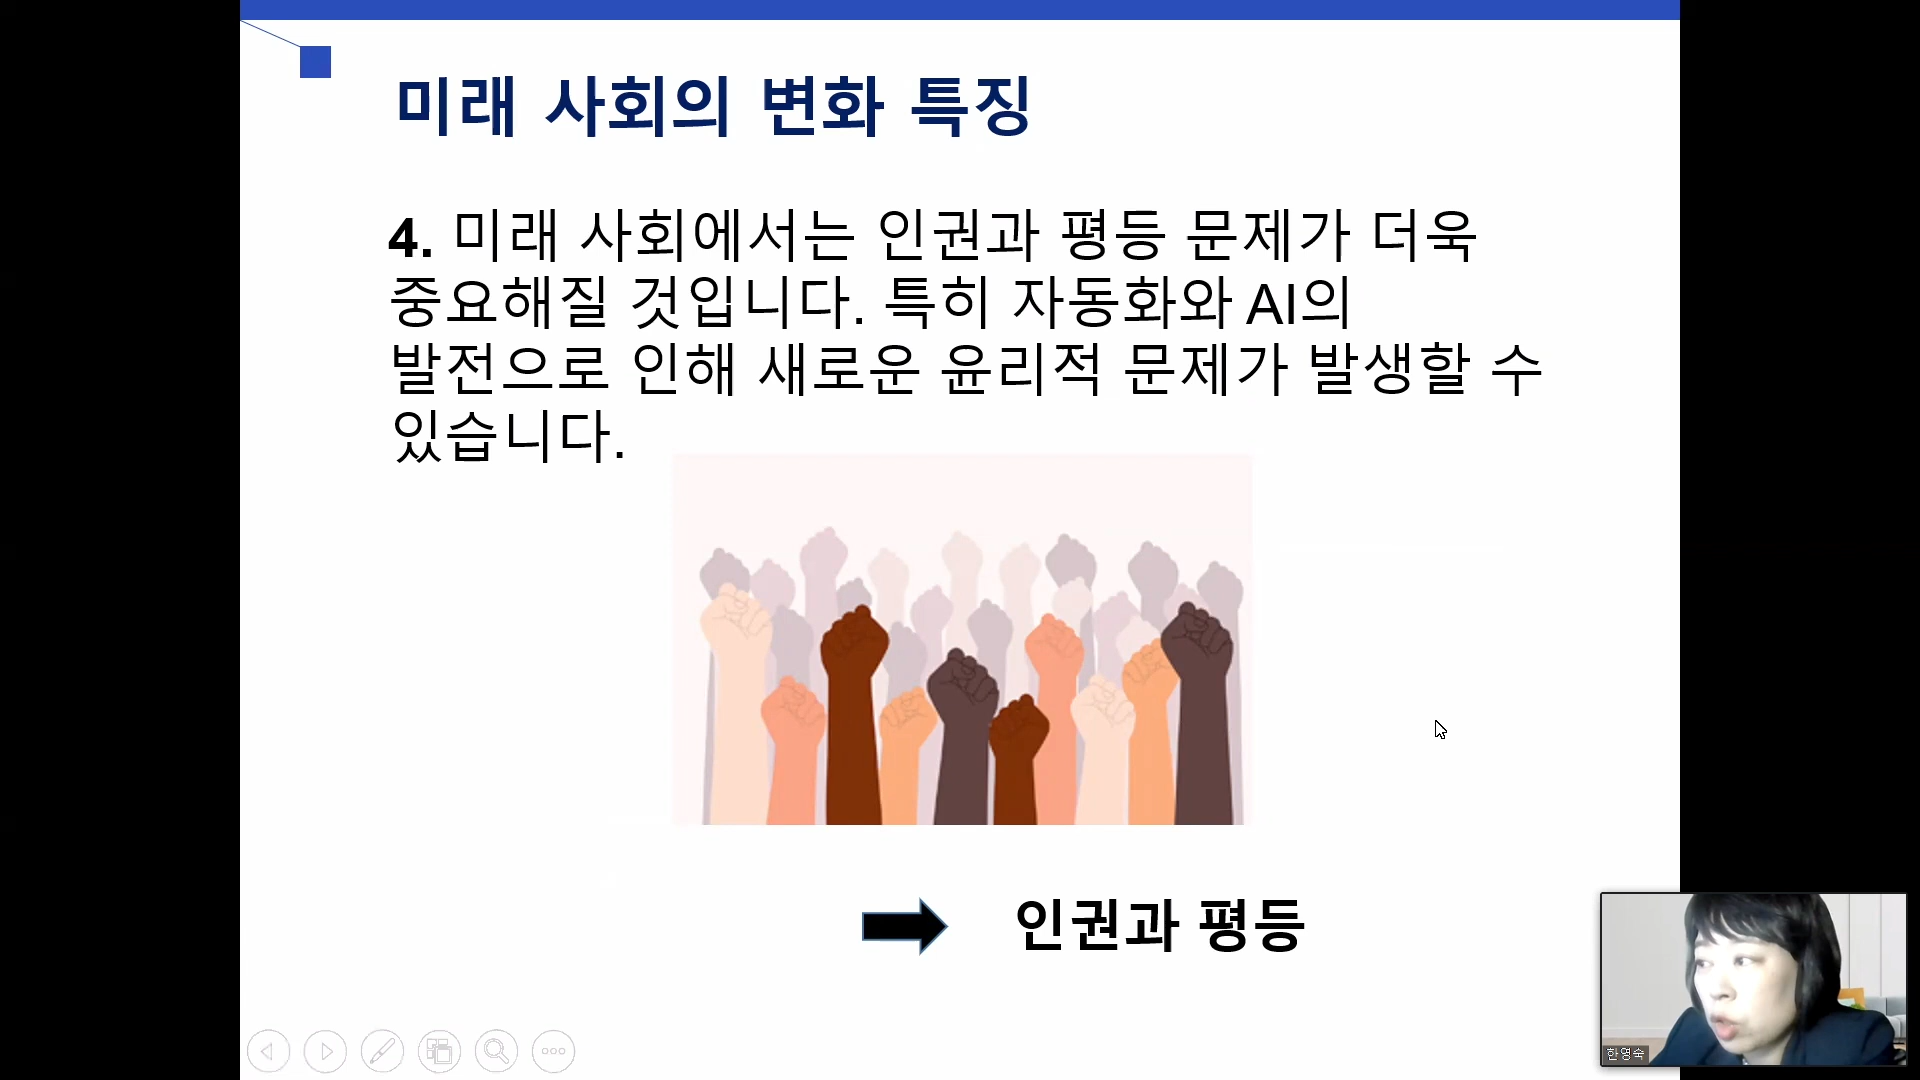 미래 사회의 변화 특징
4. 미래 사회에서는 인권과 평등 문제가 더욱
중요해질 것입니다. 특히 자동화와 AI의
발전으로 인해 새로운 윤리적 문제가 발생할 수
있습니다.
인권과 평등
한영숙